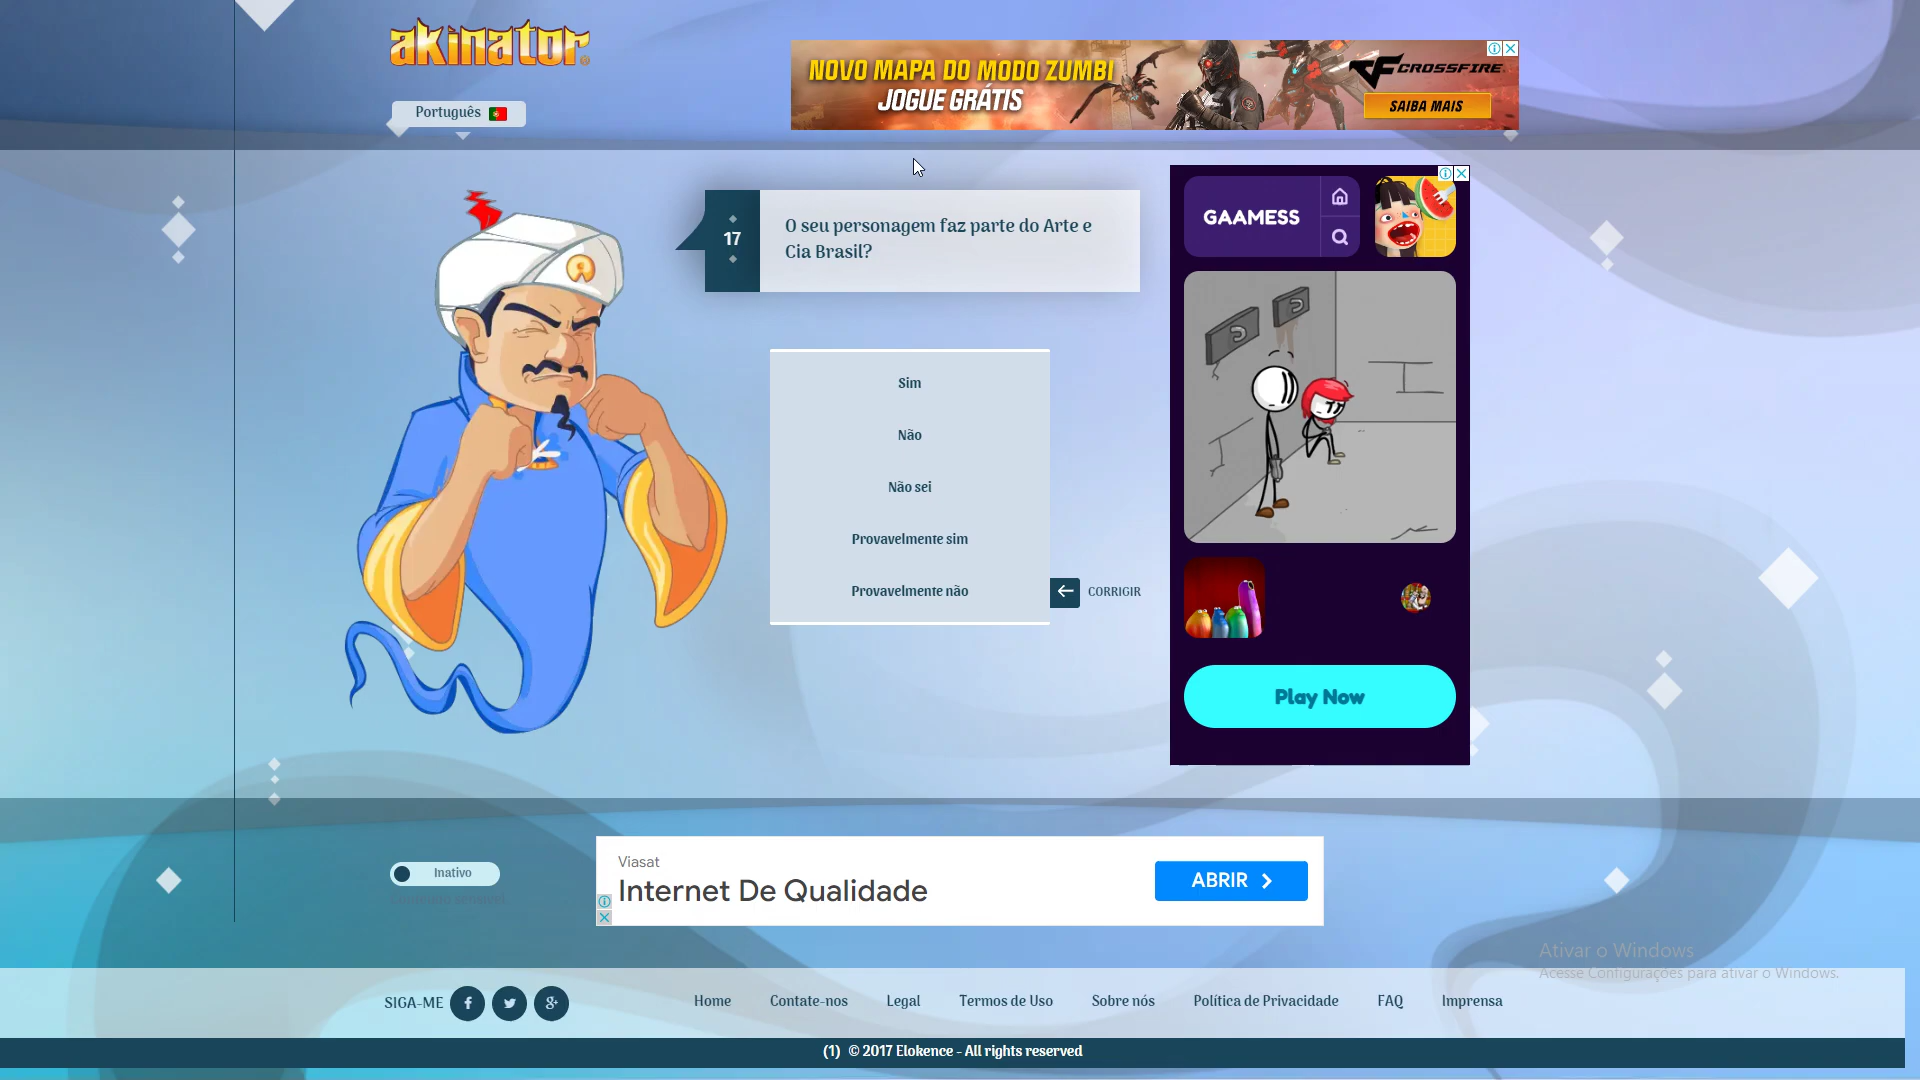 akinator
Português
NOVO MAPA DO MODO ZUMBI
JOGUE GRÁTIS
CROSSFIRE
SAIBA MAIS
17
O seu personagem faz parte do Arte e
Cia Brasil?
Sim
Não
Não sei
Provavelmente sim
Provavelmente não
CORRIGIR
GAAMESS
Play Now
Inativo
Conteúdo sensível
Viasat
Internet De Qualidade
ABRIR
Ativar o Windows
Acesse Configurações para ativar o Windows.
SIGA-ME
Home
Contate-nos
Legal
Termos de Uso
Sobre nós
Política de Privacidade
FAQ
Imprensa
(1) © 2017 Elokence - All rights reserved